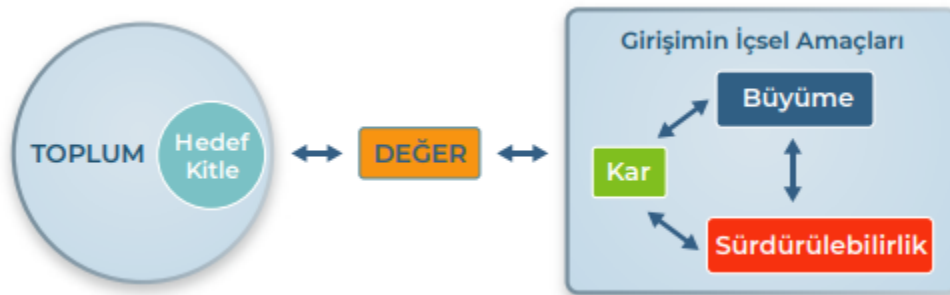 TOPLUM
Hedef
Kitle
DEĞER
Girişimin İçsel Amaçları
Büyüme
Kar
Sürdürülebilirlik